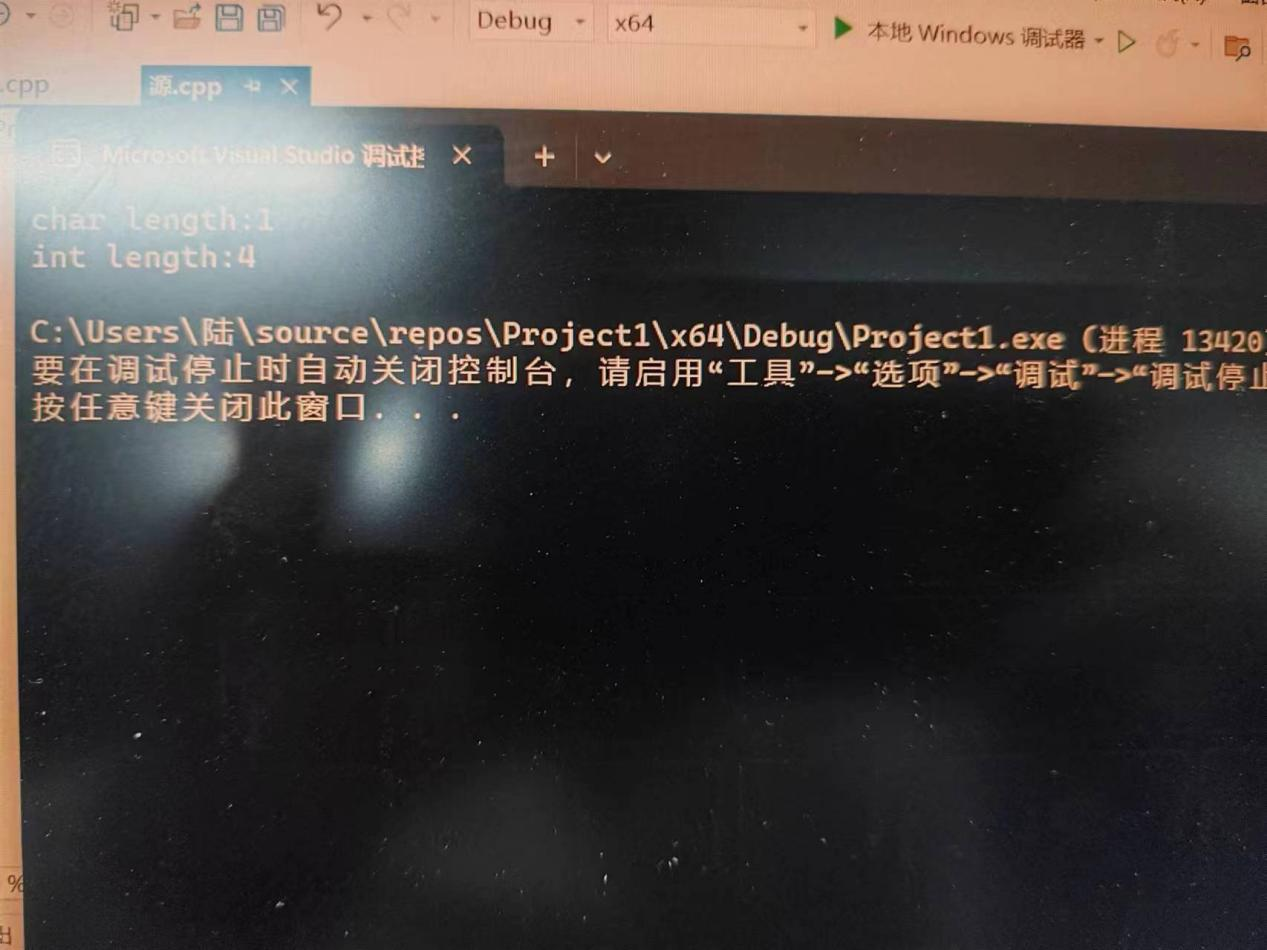 Debug
x64
本地 Windows 调试器
.cpp
源.cpp
Microsoft Visual Studio 调试控
char length:1
int length:4
C:\Users\陆\source\repos\Project1\x64\Debug\Project1.exe (进程 13420
要在调试停止时自动关闭控制台，请启用“工具”->“选项”->“调试”->“调试停止
按任意键关闭此窗口. . .
%
出